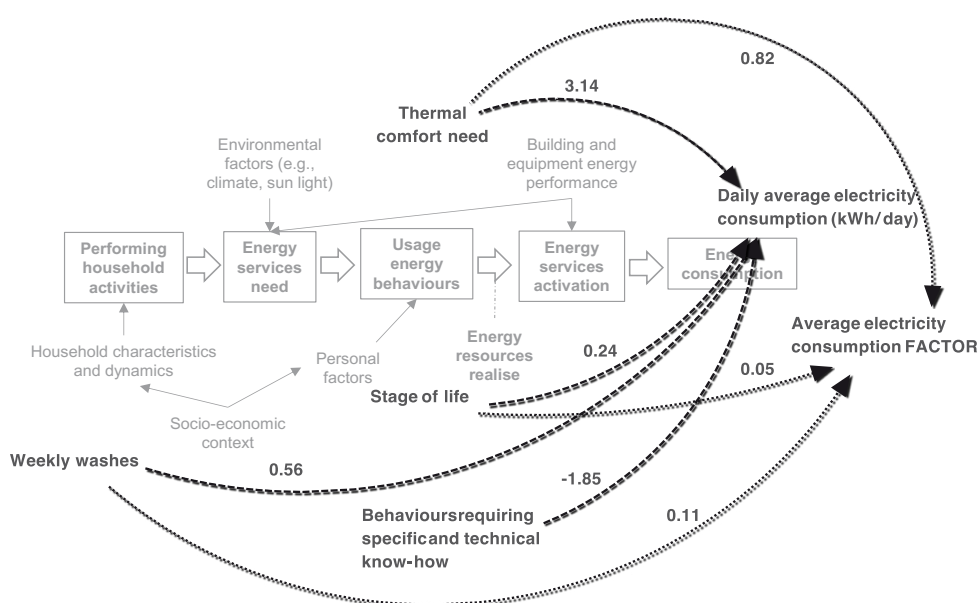 0.82
3.14
Thermal
comfort need
Environmental
factors (e.g.,
climate, sun light)
Building and
equipment energy
performance
Daily average electricity
consumption (kWh/day)
Performing
household
activities
Energy
services
need
Usage
energy
behaviours
Energy
services
activation
consumption
Average electricity
consumption FACTOR
Household characteristics
and dynamics
Personal
factors
Energy
resources
realise
0.24
0.05
Stage of life
Socio-economic
context
Weekly washes
0.56
-1.85
Behavioursrequiring
specificand technical
know-how
0.11